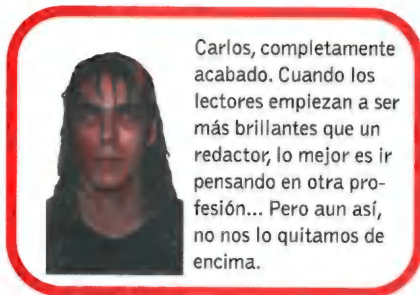 Carlos, completamente
acabado. Cuando los
lectores empiezan a ser
más brillantes que un
redactor, lo mejor es ir
pensando en otra pro-
fesión... Pero aun así,
no nos lo quitamos de
encima.